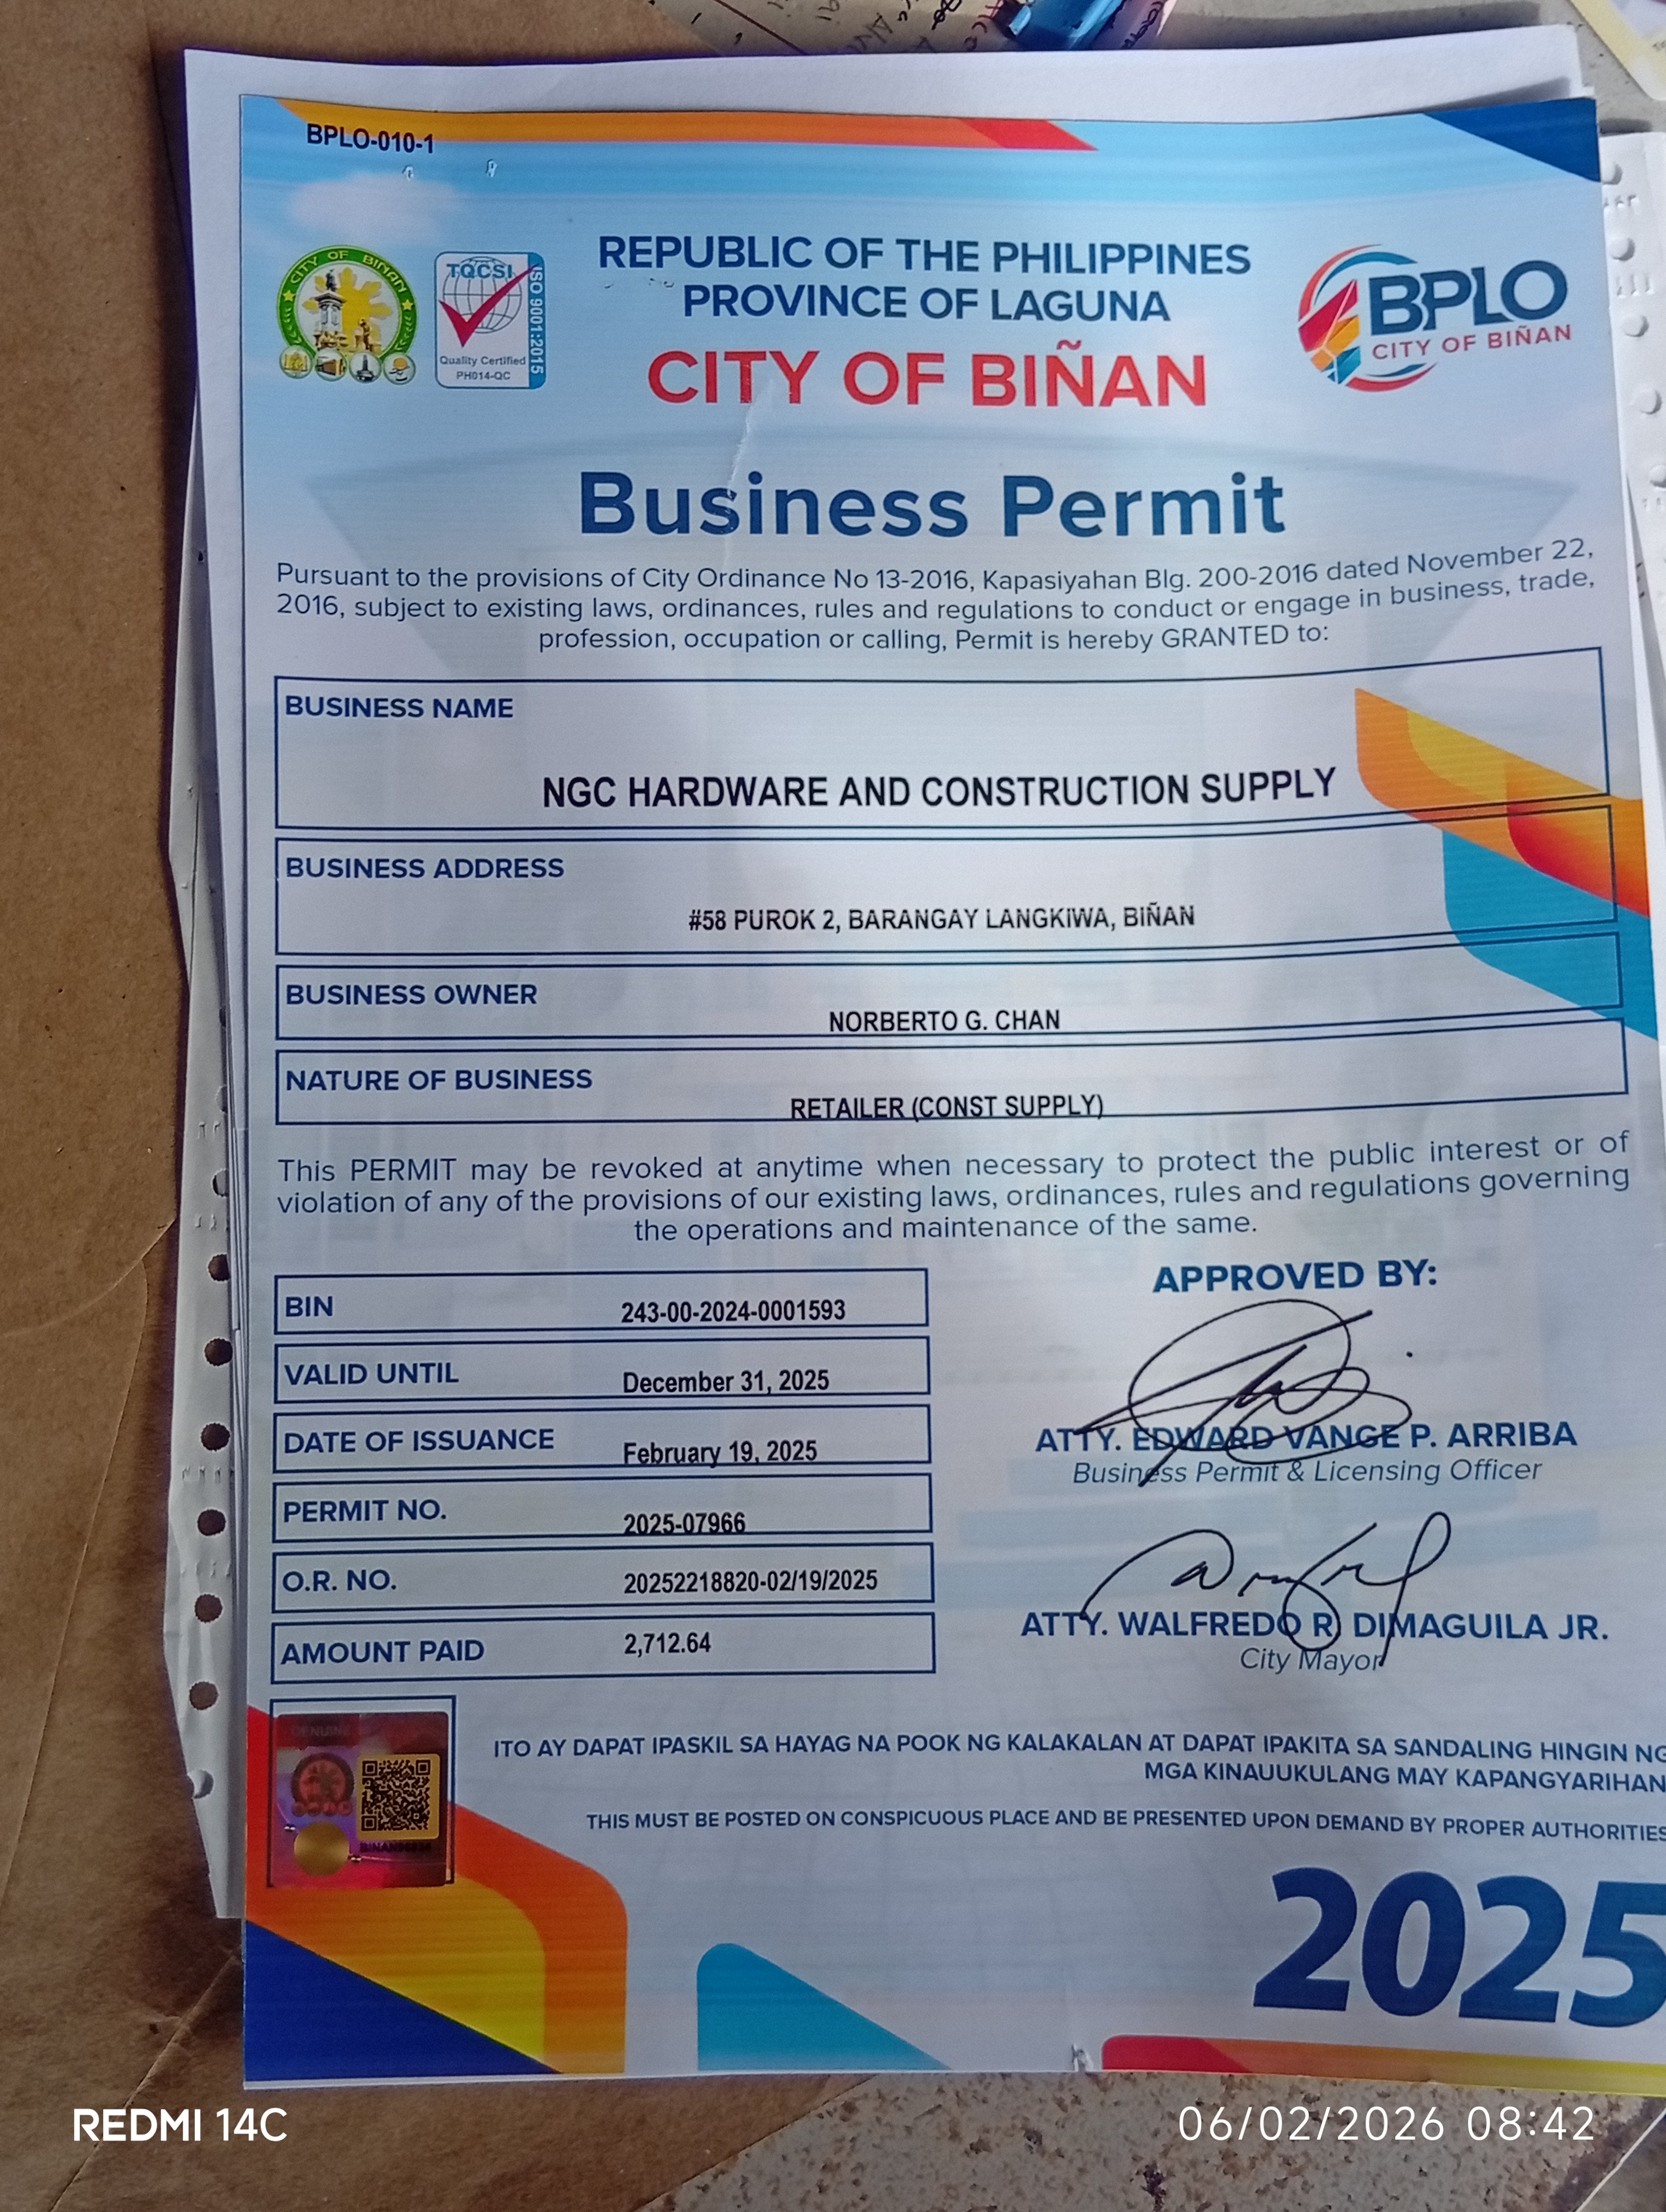 BPLO-010-1
CITY OF BIÑAN
TQCSI
ISO 9001:2015
Quality Certified
PH014-QC
REPUBLIC OF THE PHILIPPINES
PROVINCE OF LAGUNA
CITY OF BIÑAN
BPLO
CITY OF BIÑAN
Business Permit
Pursuant to the provisions of City Ordinance No 13-2016, Kapasiyahan Blg. 200-2016 dated November 22,
2016, subject to existing laws, ordinances, rules and regulations to conduct or engage in business, trade,
profession, occupation or calling, Permit is hereby GRANTED to:
BUSINESS NAME
NGC HARDWARE AND CONSTRUCTION SUPPLY
BUSINESS ADDRESS
#58 PUROK 2, BARANGAY LANGKIWA, BIÑAN
BUSINESS OWNER
NORBERTO G. CHAN
NATURE OF BUSINESS
RETAILER (CONST SUPPLY)
This PERMIT may be revoked at anytime when necessary to protect the public interest or of
violation of any of the provisions of our existing laws, ordinances, rules and regulations governing
the operations and maintenance of the same.
BIN 243-00-2024-0001593
VALID UNTIL December 31, 2025
DATE OF ISSUANCE February 19, 2025
PERMIT NO. 2025-07966
O.R. NO. 20252218820-02/19/2025
AMOUNT PAID 2,712.64
APPROVED BY:
ATTY. EDWARD VANGE P. ARRIBA
Business Permit & Licensing Officer
ATTY. WALFREDO R. DIMAGUILA JR.
City Mayor
GENUINE
ITO AY DAPAT IPASKIL SA HAYAG NA POOK NG KALAKALAN AT DAPAT IPAKITA SA SANDALING HINGIN NG
MGA KINAUUKULANG MAY KAPANGYARIHAN
THIS MUST BE POSTED ON CONSPICUOUS PLACE AND BE PRESENTED UPON DEMAND BY PROPER AUTHORITIES
2025
REDMI 14C
06/02/2026 08:42